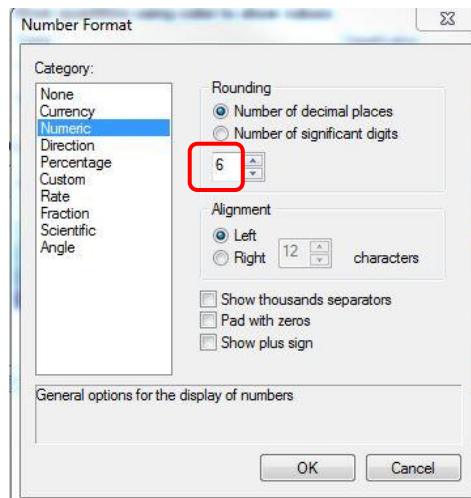 Number Format
Category:
None
Currency
Numeric
Direction
Percentage
Custom
Rate
Fraction
Scientific
Angle
Rounding
Number of decimal places
Number of significant digits
6
Alignment
Left
Right 12 characters
Show thousands separators
Pad with zeros
Show plus sign
General options for the display of numbers
OK Cancel